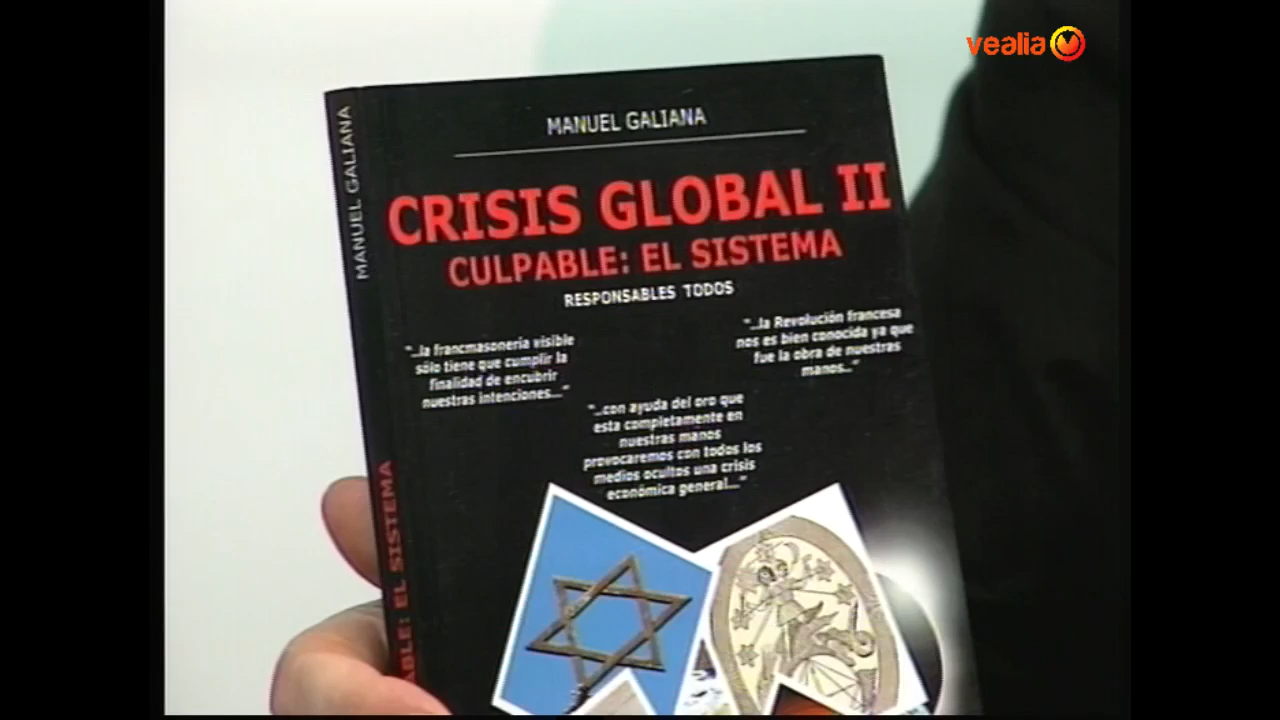 vealia
MANUEL GALIANA
MANUEL GALIANA
CRISIS GLOBAL II
CULPABLE: EL SISTEMA
RESPONSABLES TODOS
"...la francmasonería visible
sólo tiene que cumplir la
finalidad de encubrir
nuestras intenciones..."
"...la Revolución francesa
nos es bien conocida ya que
fue la obra de nuestras
manos..."
"...con ayuda del oro que
esta completamente en
nuestras manos
provocaremos con todos los
medios ocultos una crisis
económica general..."
ABLE: EL SISTEMA